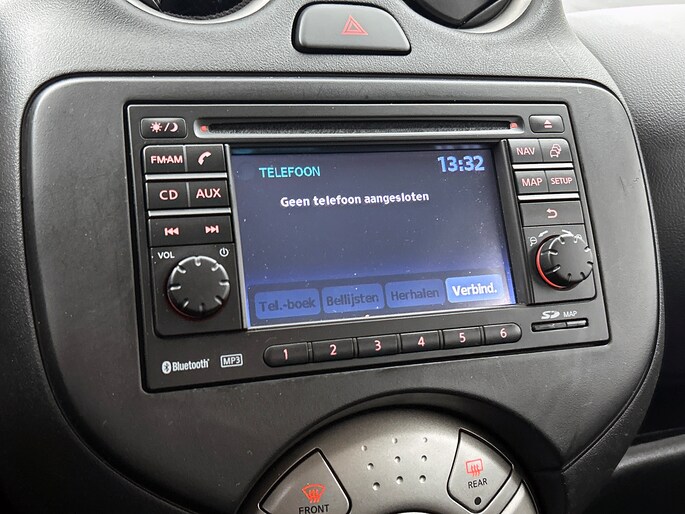 FM·AM
CD AUX
VOL
TELEFOON 13:32
Geen telefoon aangesloten
Tel.-boek Bellijsten Herhalen Verbind.
NAV
MAP SETUP
SD MAP
Bluetooth® MP3 1 2 3 4 5 6
FRONT
REAR